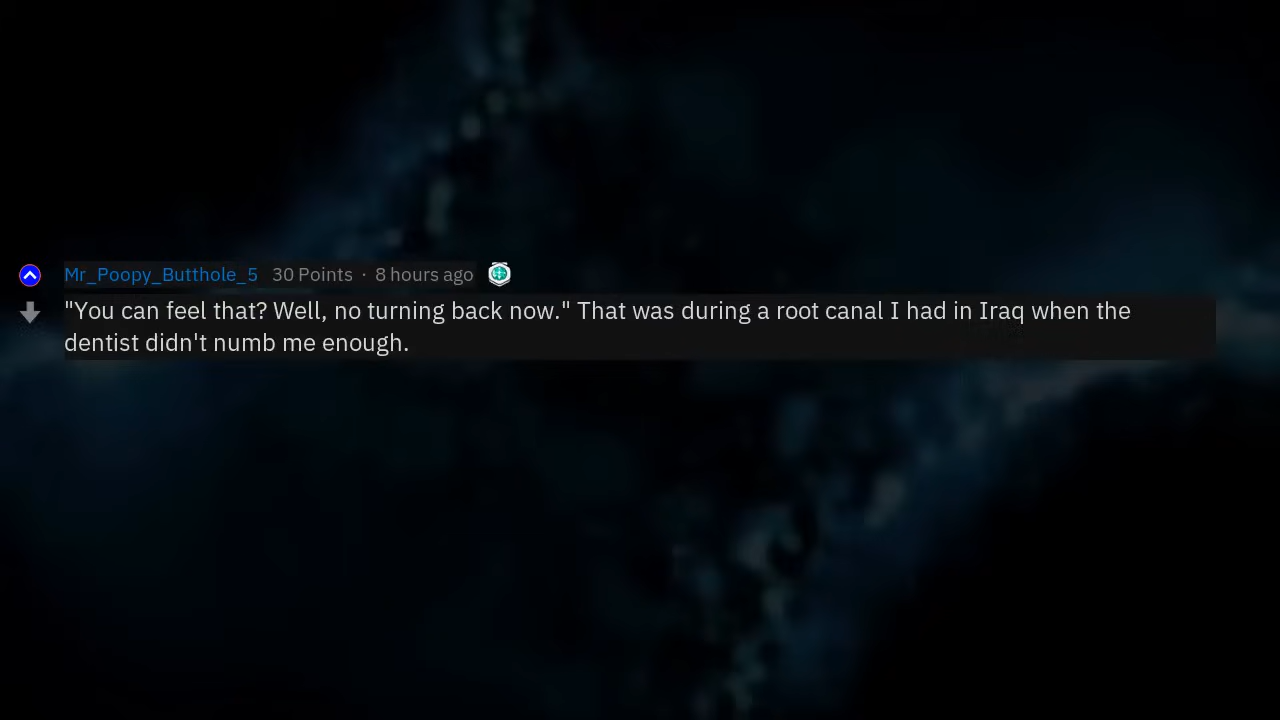 Mr_Poopy_Butthole_5 30 Points · 8 hours ago
"You can feel that? Well, no turning back now." That was during a root canal I had in Iraq when the
dentist didn't numb me enough.